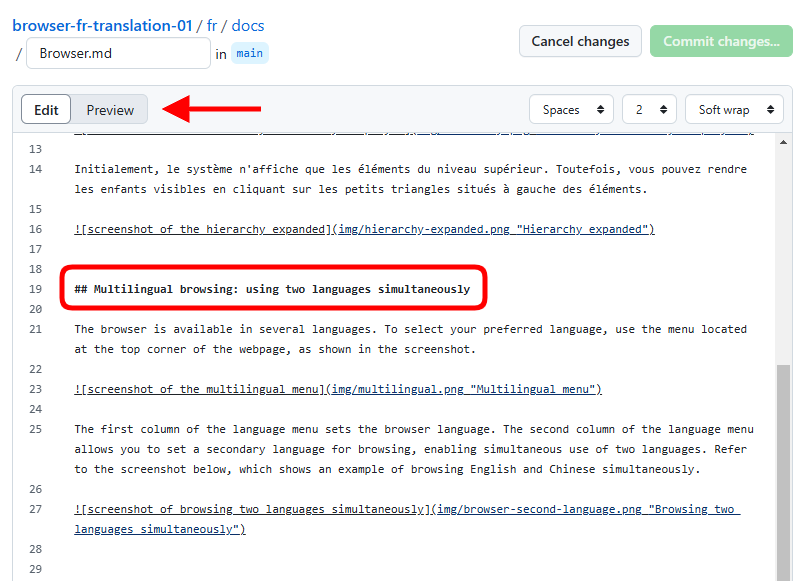 browser-fr-translation-01 / fr / docs
/ Browser.md in main
Cancel changes
Commit changes...
Edit
Preview
Spaces
2
Soft wrap
13
14 Initialement, le système n'affiche que les éléments du niveau supérieur. Toutefois, vous pouvez rendre
les enfants visibles en cliquant sur les petits triangles situés à gauche des éléments.
15
16 ![screenshot of the hierarchy expanded](img/hierarchy-expanded.png "Hierarchy expanded")
17
18
19 ## Multilingual browsing: using two languages simultaneously
20
21 The browser is available in several languages. To select your preferred language, use the menu located
at the top corner of the webpage, as shown in the screenshot.
22
23 ![screenshot of the multilingual menu](img/multilingual.png "Multilingual menu")
24
25 The first column of the language menu sets the browser language. The second column of the language menu
allows you to set a secondary language for browsing, enabling simultaneous use of two languages. Refer
to the screenshot below, which shows an example of browsing English and Chinese simultaneously.
26
27 ![screenshot of browsing two languages simultaneously](img/browser-second-language.png "Browsing two
languages simultaneously")
28
29